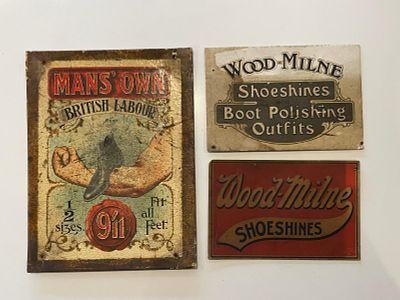 MANS' OWN
BRITISH LABOUR
1/2 sizes
9/11
Fit all feet
WOOD-MILNE
Shoeshines
Boot Polishing
Outfits
Wood-Milne
SHOESHINES